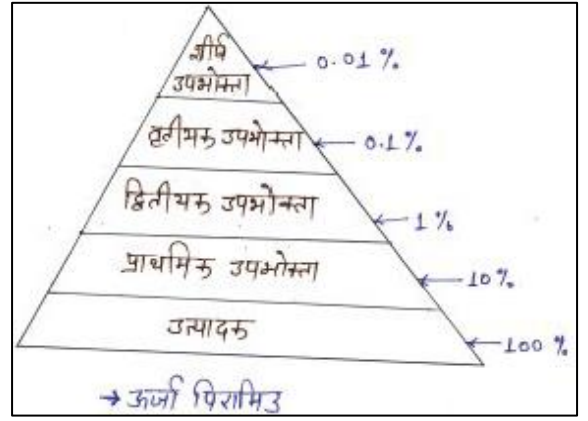 शीर्ष
उपभोक्ता
0.01 %
तृतीयक उपभोक्ता
0.1 %
द्वितीयक उपभोक्ता
1 %
प्राथमिक उपभोक्ता
10 %
उत्पादक
100 %
→ ऊर्जा पिरामिड